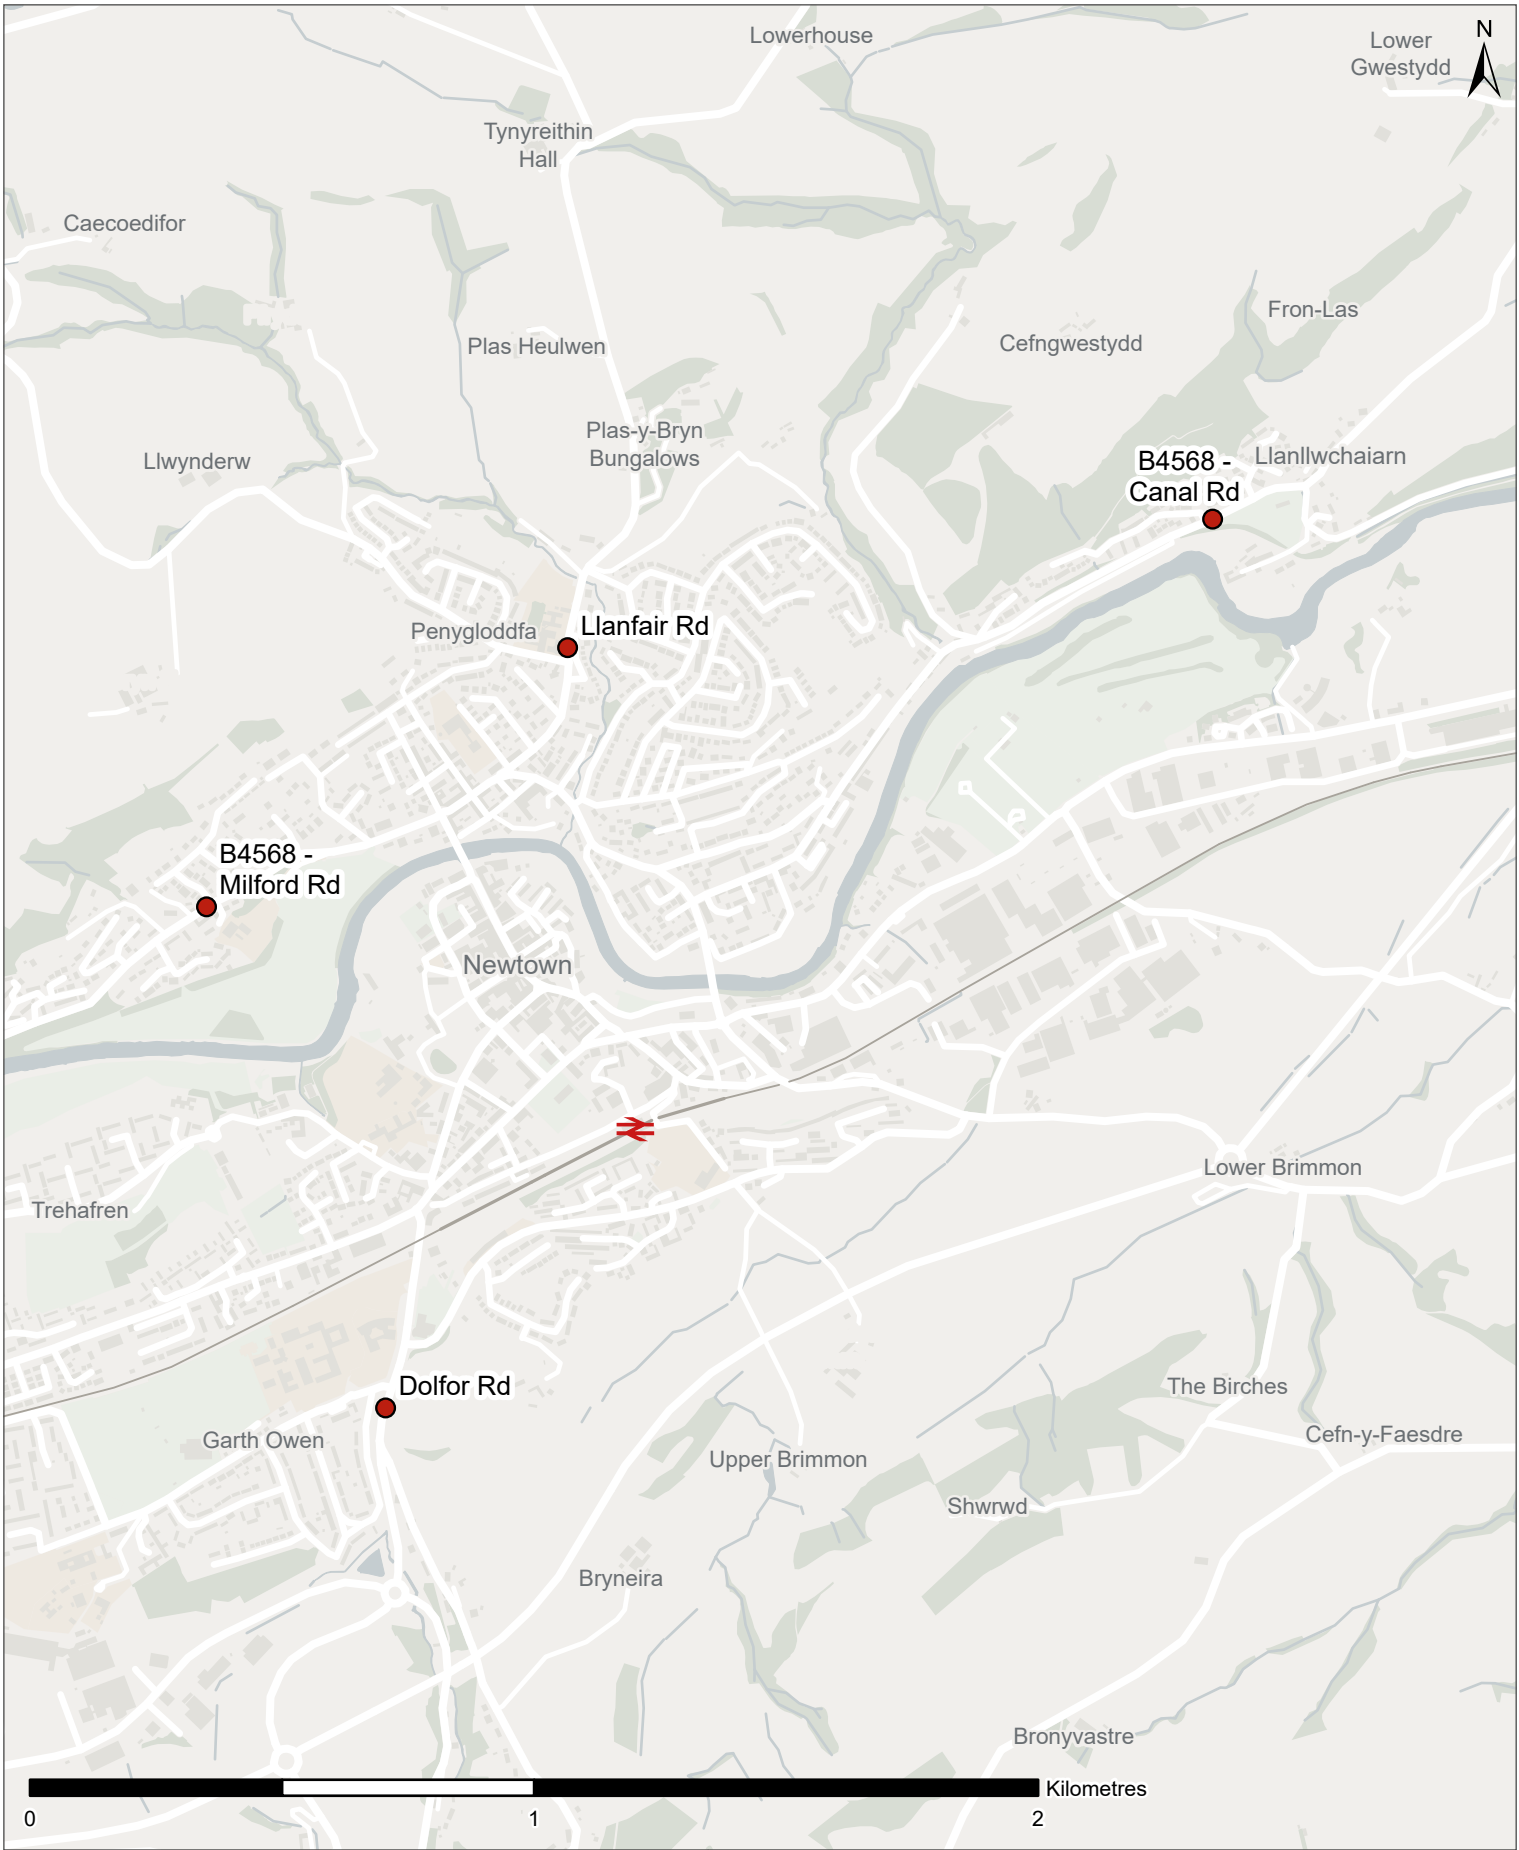 Lowerhouse
N
Lower
Gwestydd
Tynyreithin
Hall
Caecoedifor
Fron-Las
Plas Heulwen
Cefngwestydd
Plas-y-Bryn
Bungalows
Llwynderw
B4568 -
Canal Rd
Llanllwchaiarn
Penygloddfa
Llanfair Rd
B4568 -
Milford Rd
Newtown
Lower Brimmon
Trehafren
Dolfor Rd
The Birches
Garth Owen
Cefn-y-Faesdre
Upper Brimmon
Shwrwd
Bryneira
Bronyvastre
Kilometres
0 1 2